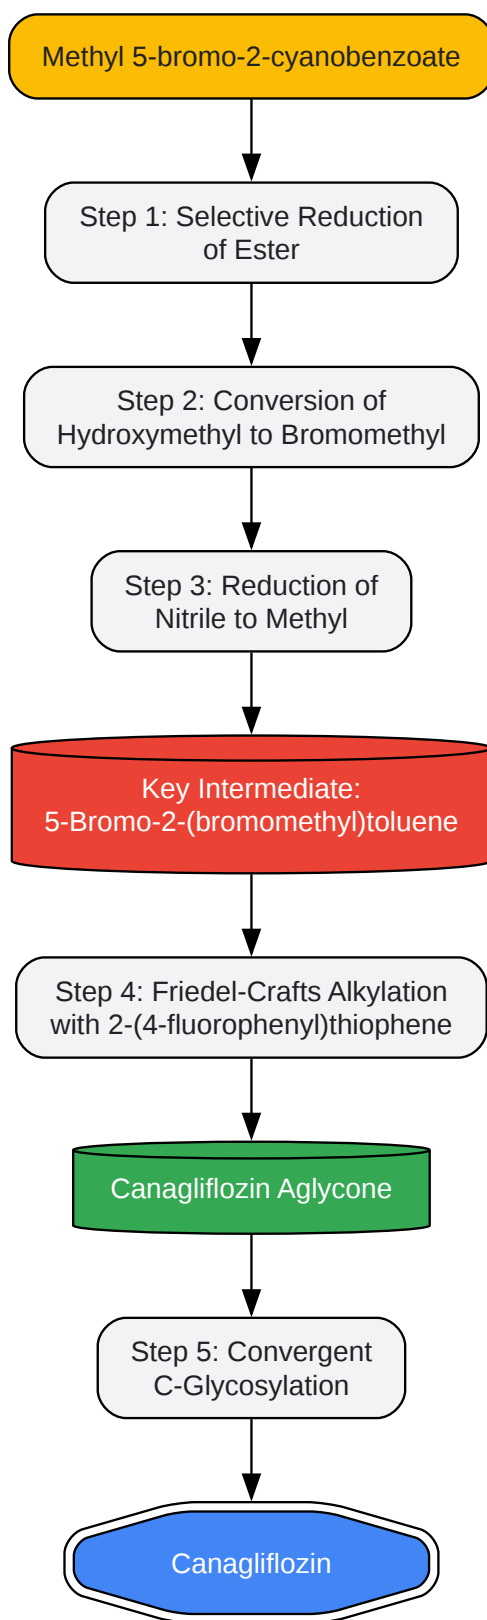 Methyl 5-bromo-2-cyanobenzoate
Step 1: Selective Reduction
of Ester
Step 2: Conversion of
Hydroxymethyl to Bromomethyl
Step 3: Reduction of
Nitrile to Methyl
Key Intermediate:
5-Bromo-2-(bromomethyl)toluene
Step 4: Friedel-Crafts Alkylation
with 2-(4-fluorophenyl)thiophene
Canagliflozin Aglycone
Step 5: Convergent
C-Glycosylation
Canagliflozin